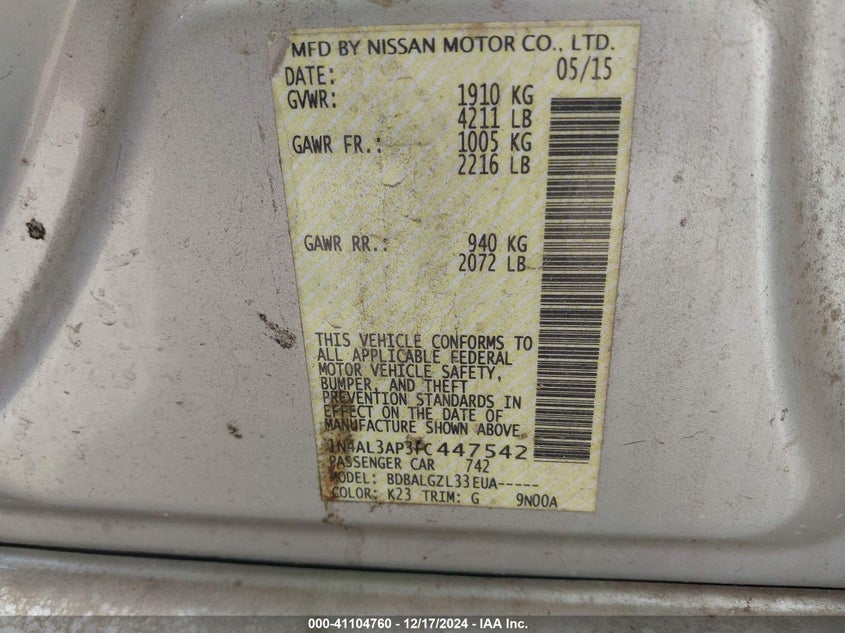 MFD BY NISSAN MOTOR CO., LTD.
DATE: 05/15
GVWR: 1910 KG
4211 LB
GAWR FR.: 1005 KG
2216 LB
GAWR RR.: 940 KG
2072 LB
THIS VEHICLE CONFORMS TO
ALL APPLICABLE FEDERAL
MOTOR VEHICLE SAFETY,
BUMPER, AND THEFT
PREVENTION STANDARDS IN
EFFECT ON THE DATE OF
MANUFACTURE SHOWN ABOVE.
1N4AL3AP3FC447542
PASSENGER CAR 742
MODEL: BDBALGZL33EUA-----
COLOR: K23 TRIM: G 9N00A
000-41104760 - 12/17/2024 - IAA Inc.